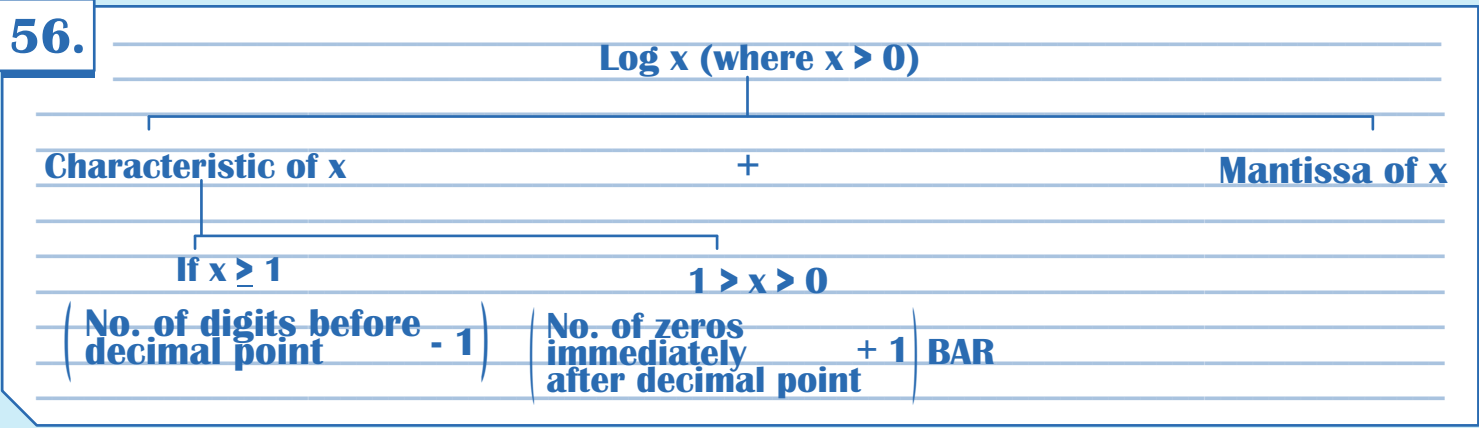 56.
Log x (where x > 0)
Characteristic of x + Mantissa of x
If x ≥ 1
1 > x > 0
(No. of digits before
decimal point - 1)
(No. of zeros
immediately
after decimal point + 1) BAR